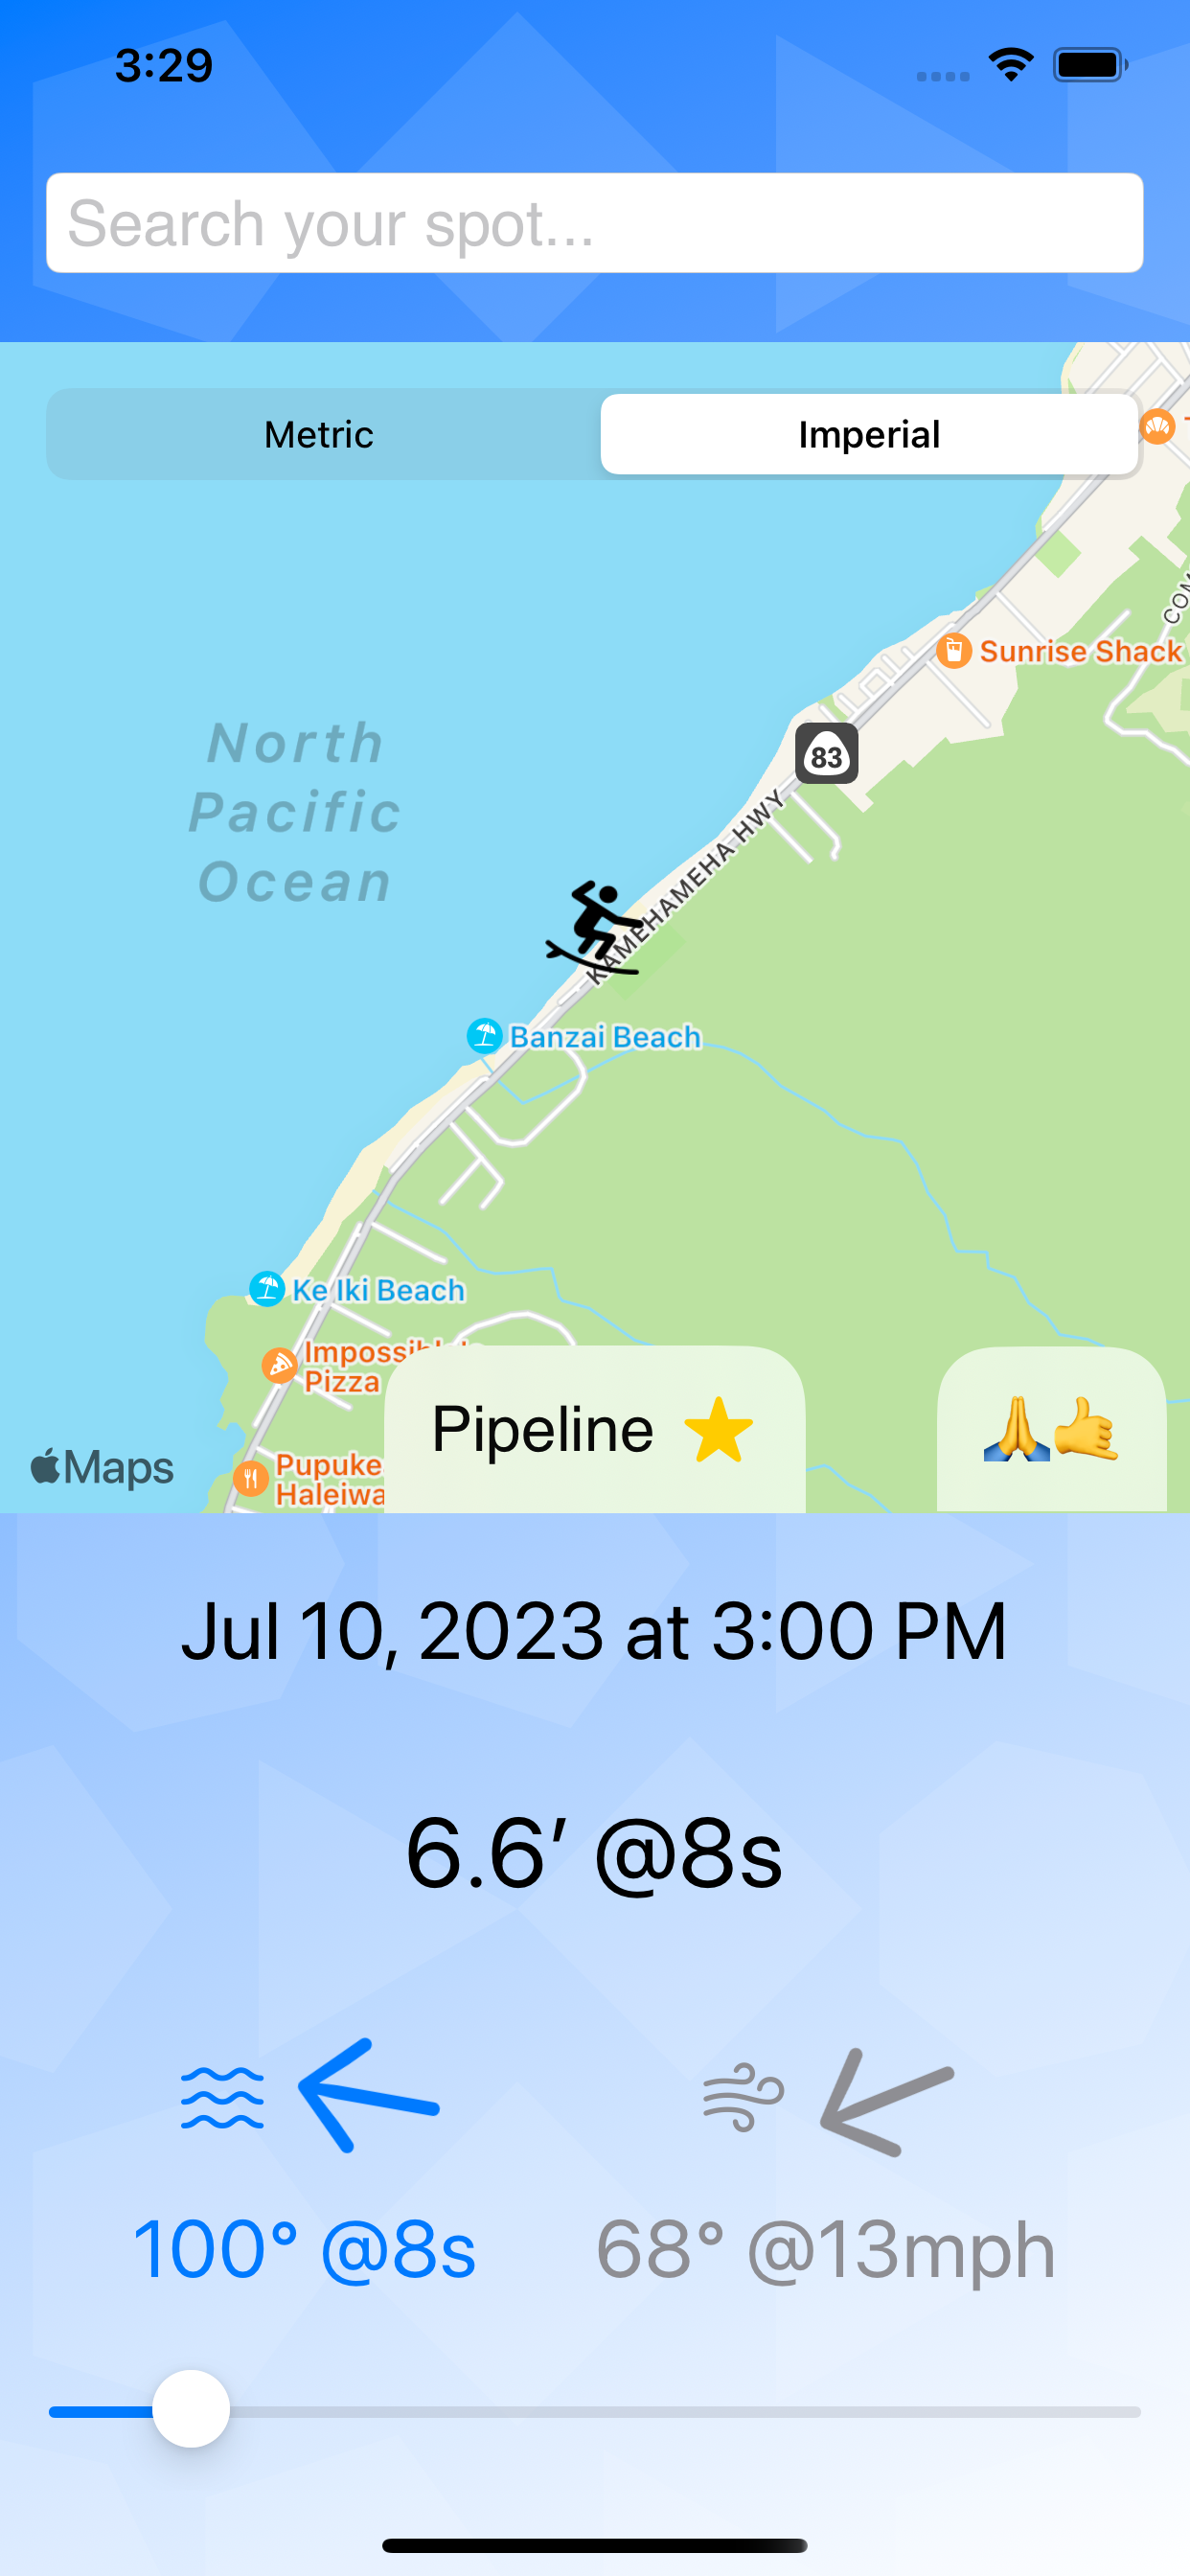 3:29
Search your spot...
Metric
Imperial
Sunrise Shack
83
North
Pacific
Ocean
KAMEHAMEHA HWY
Banzai Beach
Ke Iki Beach
Pizza
Pipeline ⭐
🙏🤙
Maps
Pupuke
Haleiwa
Jul 10, 2023 at 3:00 PM
6.6′ @8s
100° @8s
68° @13mph